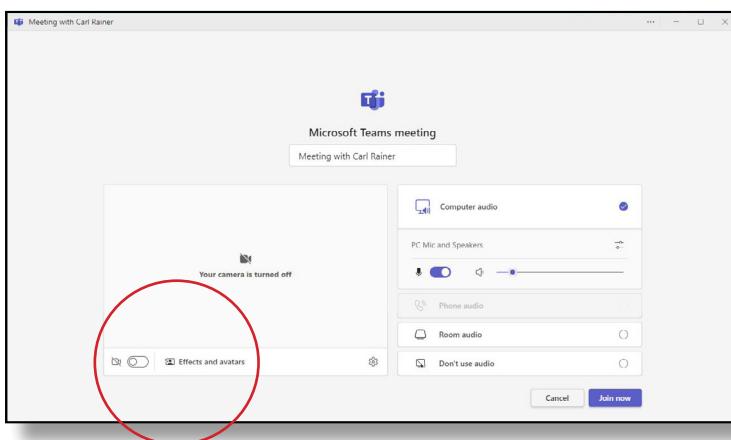 Meeting with Carl Rainer
Microsoft Teams meeting
Meeting with Carl Rainer
Your camera is turned off
Effects and avatars
Computer audio
PC Mic and Speakers
Phone audio
Room audio
Don't use audio
Cancel
Join now